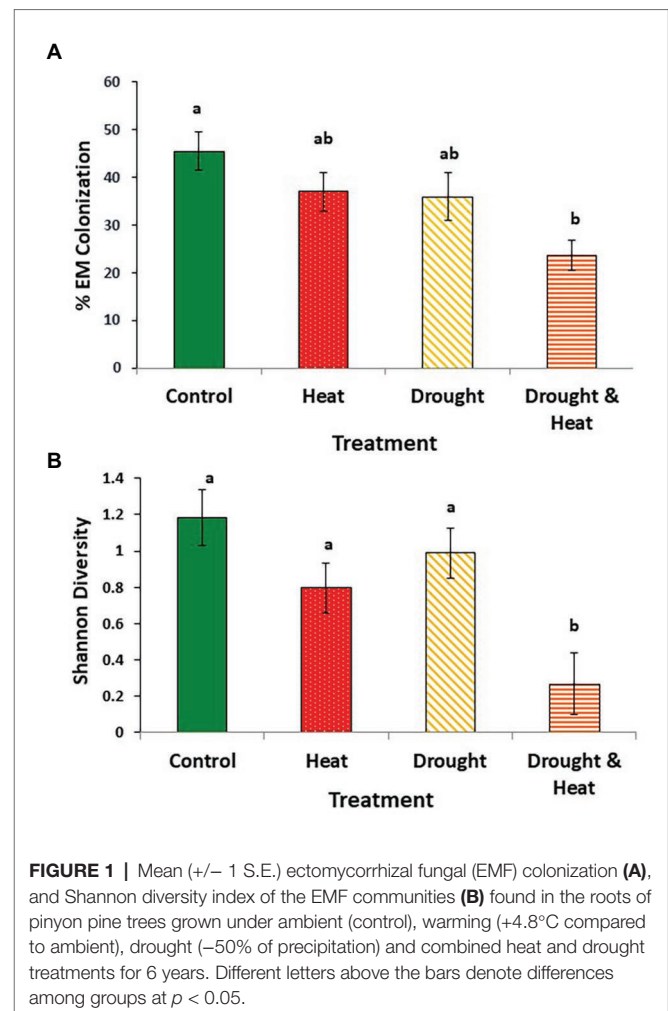 A
60
50
40
30
20
10
0
% EM Colonization
a
ab
ab
b
Control
Heat
Drought
Drought &
Heat
Treatment
B
1.4
1.2
1
0.8
0.6
0.4
0.2
0
Shannon Diversity
a
a
a
b
Control
Heat
Drought
Drought &
Heat
Treatment
FIGURE 1 | Mean (+/− 1 S.E.) ectomycorrhizal fungal (EMF) colonization (A),
and Shannon diversity index of the EMF communities (B) found in the roots of
pinyon pine trees grown under ambient (control), warming (+4.8°C compared
to ambient), drought (−50% of precipitation) and combined heat and drought
treatments for 6 years. Different letters above the bars denote differences
among groups at p < 0.05.